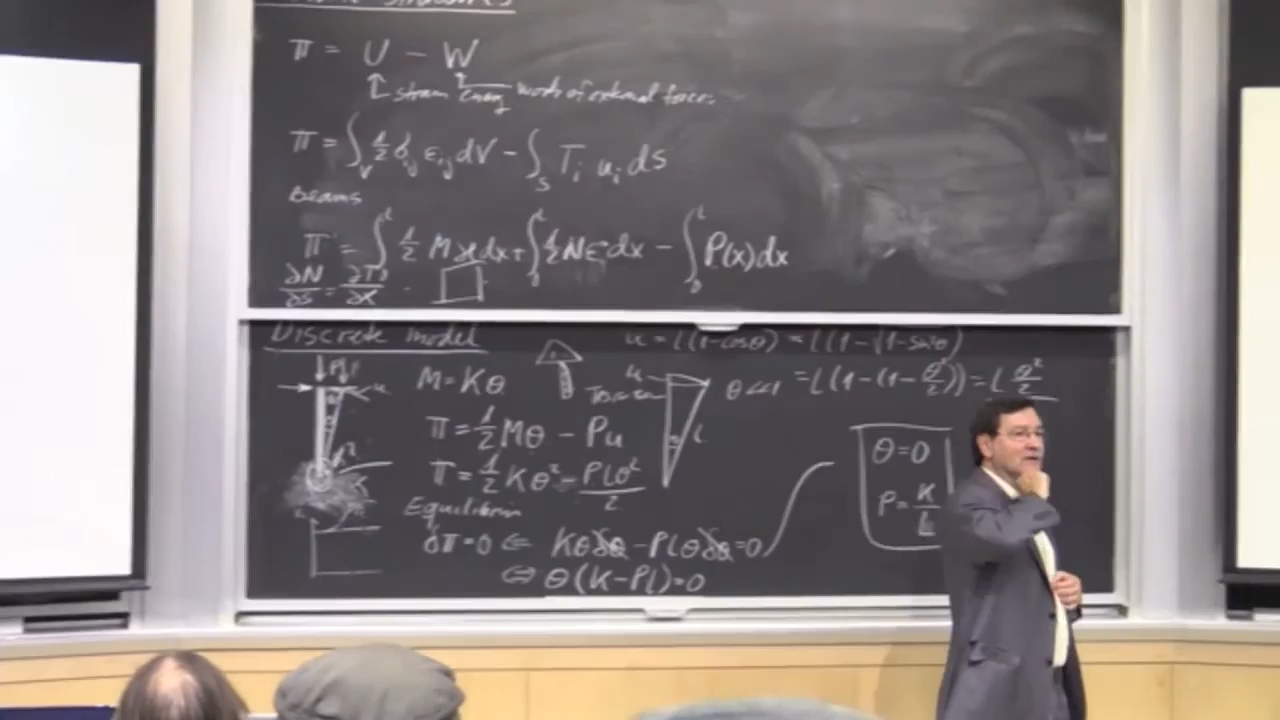 π = U - W
strain energy work of external forces
π = ∫_V 1/2 σ_ij ε_ij dV - ∫_S T_i u_i ds
Beams
π = ∫_0^L 1/2 M ϰ dx + ∫_0^L 1/2 N ε° dx - ∫_0^L P(x) dx
∂N/∂s = ∂T/∂x
Discrete model
u = L(1-cosθ) = L(1-√1-sin²θ)
M = Kθ
θ<<1 = L(1-(1-θ²/2)) = L θ²/2
π = 1/2 Mθ - Pu
π = 1/2 Kθ² - PLθ²/2
θ = 0
P = K/L
Equilibrium
δπ = 0 ⇐ Kθδθ - PLθδθ = 0
⇔ θ(K-PL) = 0